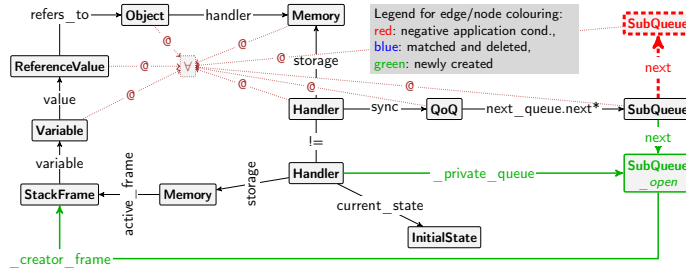 refers_to
Object
handler
Memory
Legend for edge/node colouring:
red: negative application cond.,
blue: matched and deleted,
green: newly created
SubQueue
@
@
@
ReferenceValue
@
∀
storage
next
value
@
@
@
@
Variable
Handler
sync
QoQ
next_queue.next*
SubQueue
variable
!=
next
StackFrame
active_frame
Memory
storage
Handler
_private_queue
SubQueue
_open
current_state
InitialState
_creator_frame